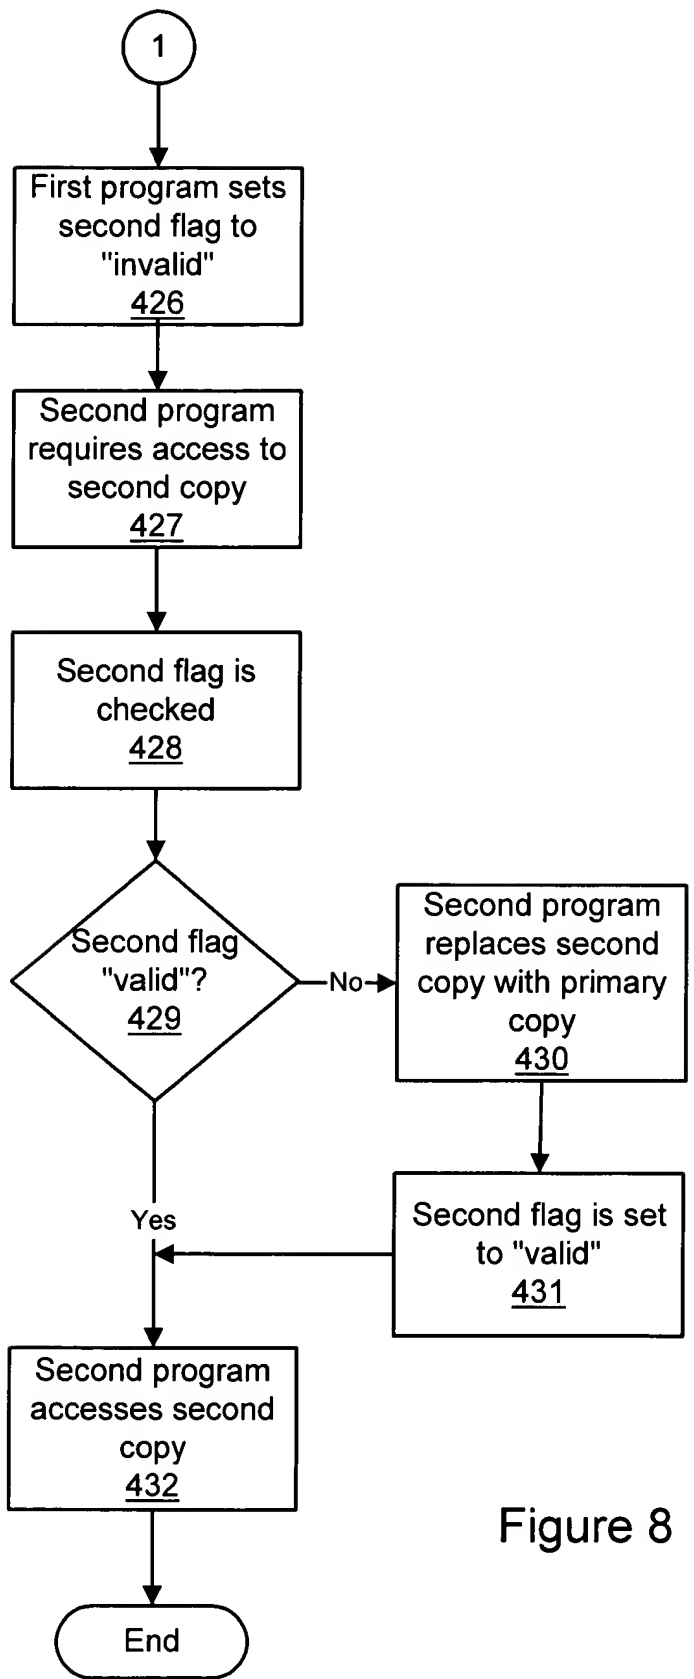 1
First program sets
second flag to
"invalid"
426
Second program
requires access to
second copy
427
Second flag is
checked
428
Second flag
"valid"?
429
No
Second program
replaces second
copy with primary
copy
430
Second flag is set
to "valid"
431
Yes
Second program
accesses second
copy
432
End
Figure 8